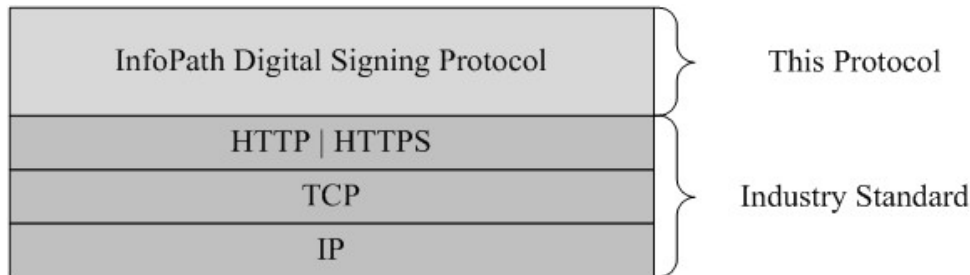 InfoPath Digital Signing Protocol
This Protocol
HTTP | HTTPS
TCP
Industry Standard
IP